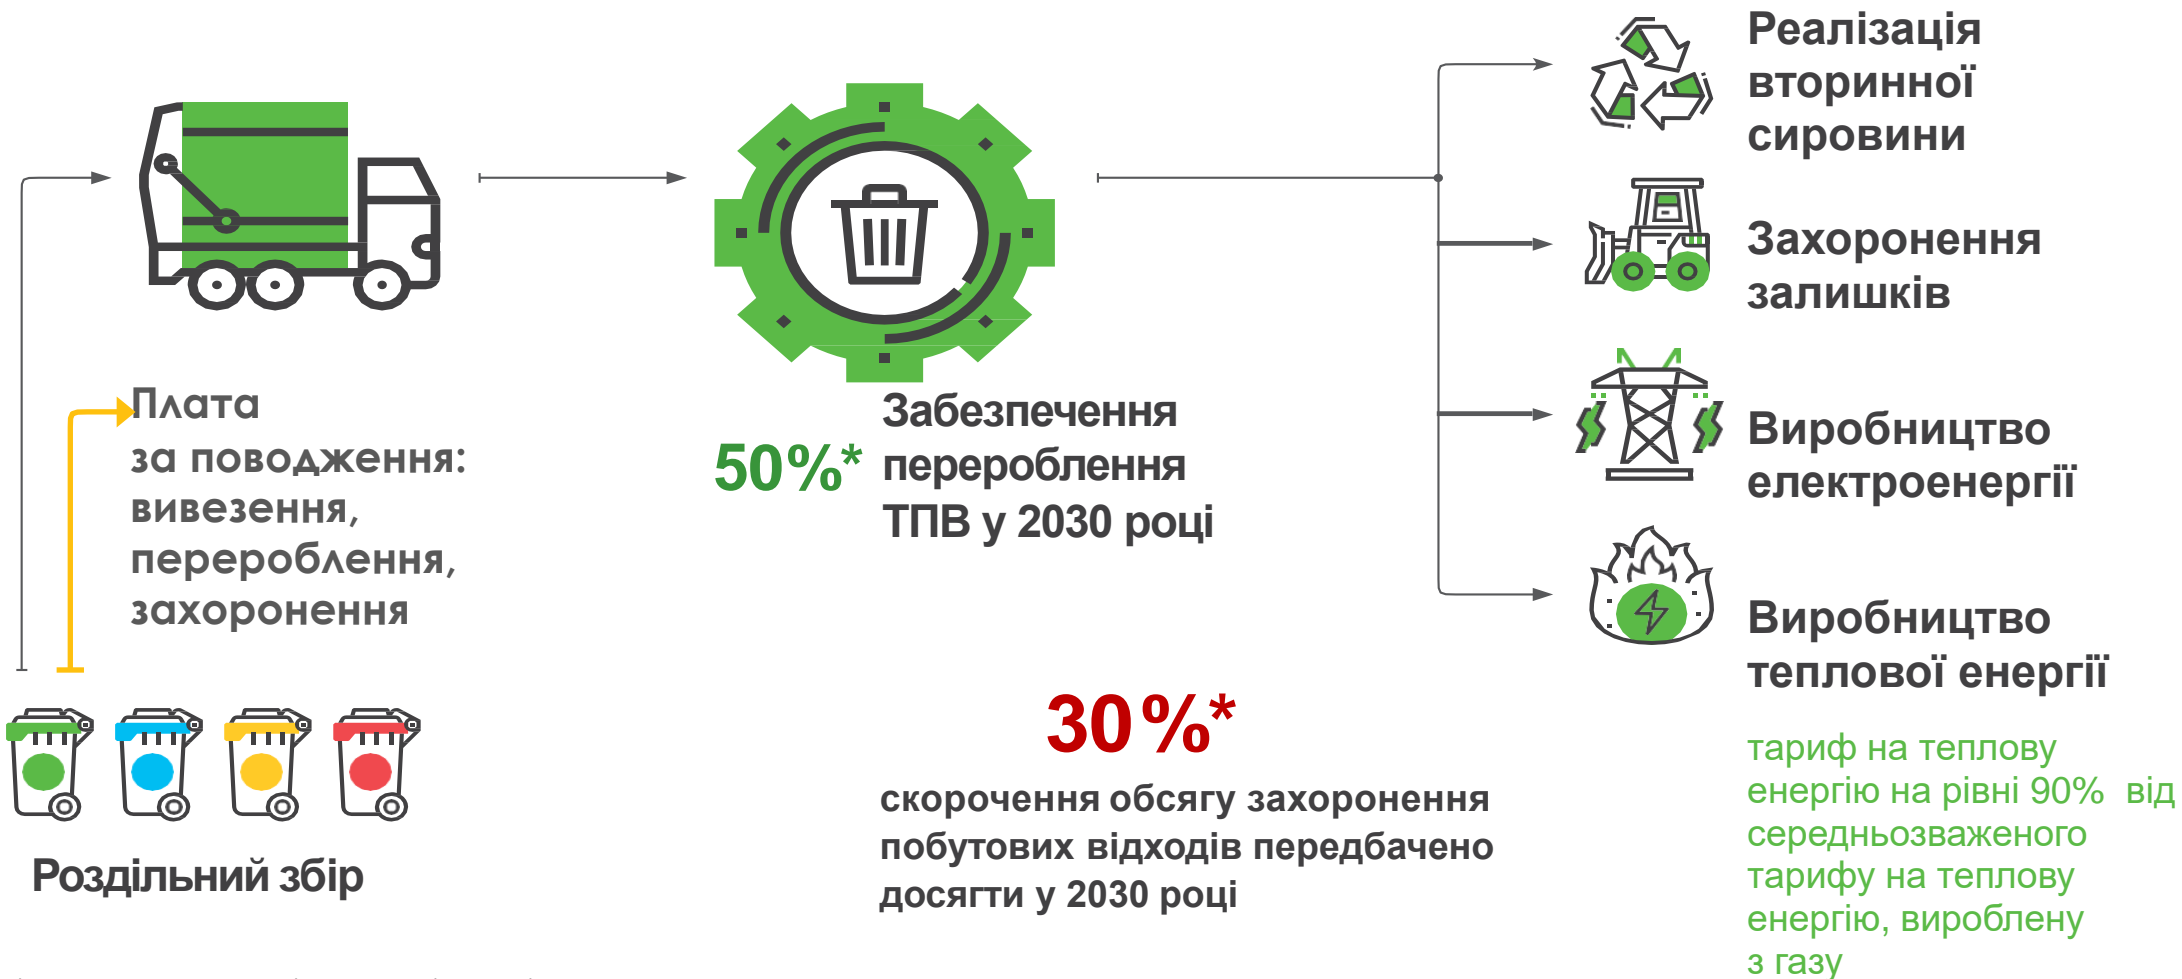 Плата
за поводження:
вивезення,
перероблення,
захоронення
Роздільний збір
50%*
Забезпечення
перероблення
ТПВ у 2030 році
30%*
скорочення обсягу захоронення
побутових відходів передбачено
досягти у 2030 році
Реалізація
вторинної
сировини
Захоронення
залишків
Виробництво
електроенергії
Виробництво
теплової енергії
тариф на теплову
енергію на рівні 90% від
середньозваженого
тарифу на теплову
енергію, вироблену
з газу